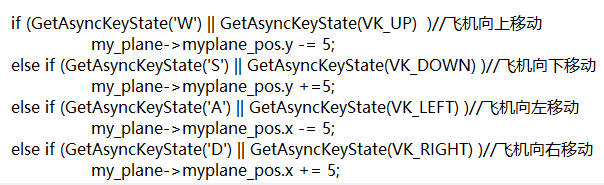 if (GetAsyncKeyState('W') || GetAsyncKeyState(VK_UP)  )//飞机向上移动
my_plane->myplane_pos.y -= 5;
else if (GetAsyncKeyState('S') || GetAsyncKeyState(VK_DOWN) )//飞机向下移动
my_plane->myplane_pos.y +=5;
else if (GetAsyncKeyState('A') || GetAsyncKeyState(VK_LEFT) )//飞机向左移动
my_plane->myplane_pos.x -= 5;
else if (GetAsyncKeyState('D') || GetAsyncKeyState(VK_RIGHT) )//飞机向右移动
my_plane->myplane_pos.x += 5;